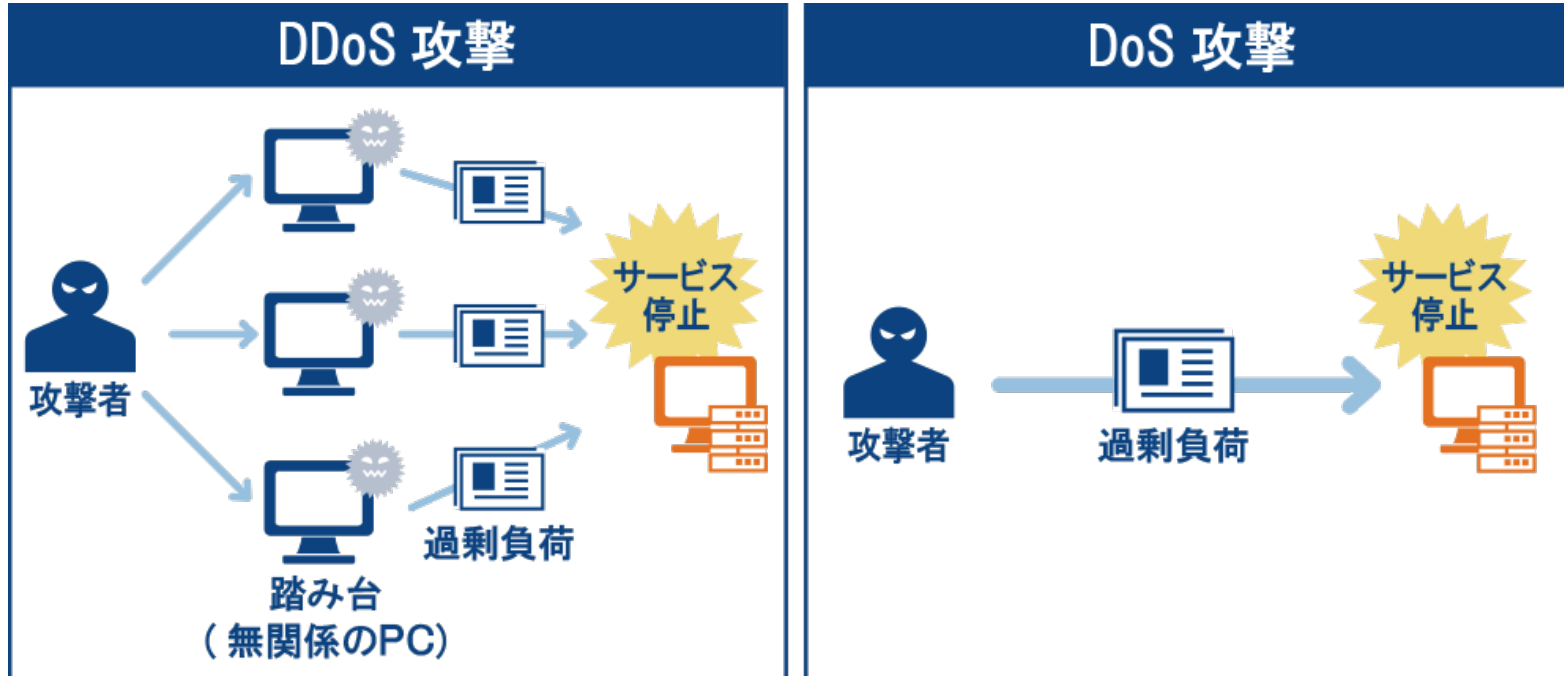 DDoS 攻撃
サービス
停止
攻撃者
過剰負荷
踏み台
( 無関係のPC)
DoS 攻撃
サービス
停止
攻撃者
過剰負荷